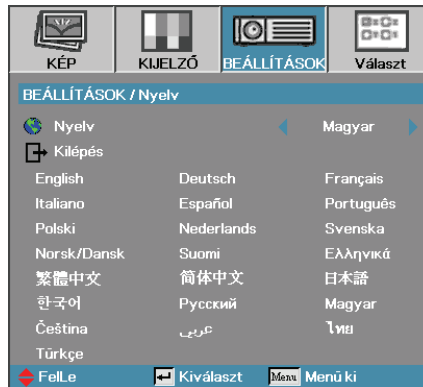 KÉP KIJELZŐ BEÁLLÍTÁSOK Választ
BEÁLLÍTÁSOK / Nyelv
Nyelv Magyar
Kilépés
English Deutsch Français
Italiano Español Português
Polski Nederlands Svenska
Norsk/Dansk Suomi Ελληνικά
繁體中文 简体中文 日本語
한국어 Русский Magyar
Čeština عربي ไทย
Türkçe
FelLe Kiválaszt Menu Menü ki